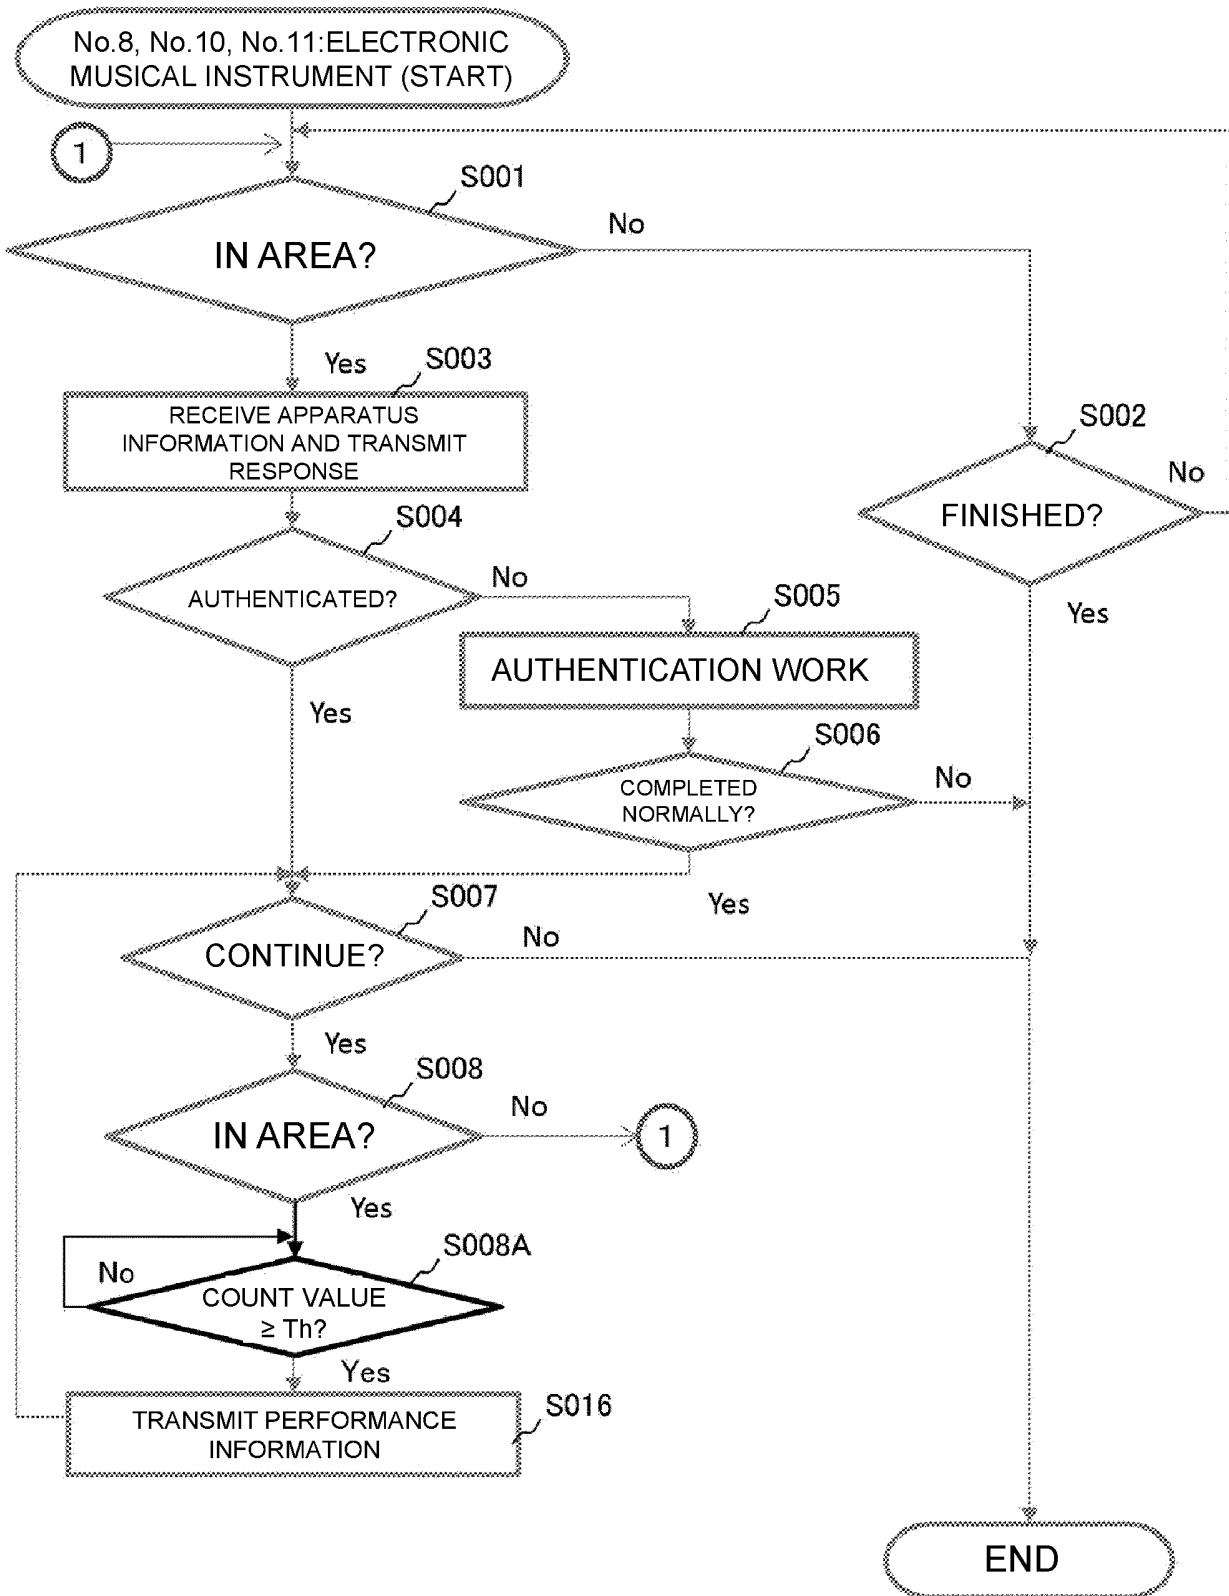 No.8, No.10, No.11:ELECTRONIC
MUSICAL INSTRUMENT (START)
1
S001
No
IN AREA?
Yes
S003
RECEIVE APPARATUS
INFORMATION AND TRANSMIT
RESPONSE
S002
No
FINISHED?
Yes
S004
No
AUTHENTICATED?
Yes
S005
AUTHENTICATION WORK
S006
COMPLETED
NORMALLY?
No
Yes
S007
No
CONTINUE?
Yes
S008
No
IN AREA?
1
Yes
S008A
No
COUNT VALUE
≥ Th?
Yes
S016
TRANSMIT PERFORMANCE
INFORMATION
END